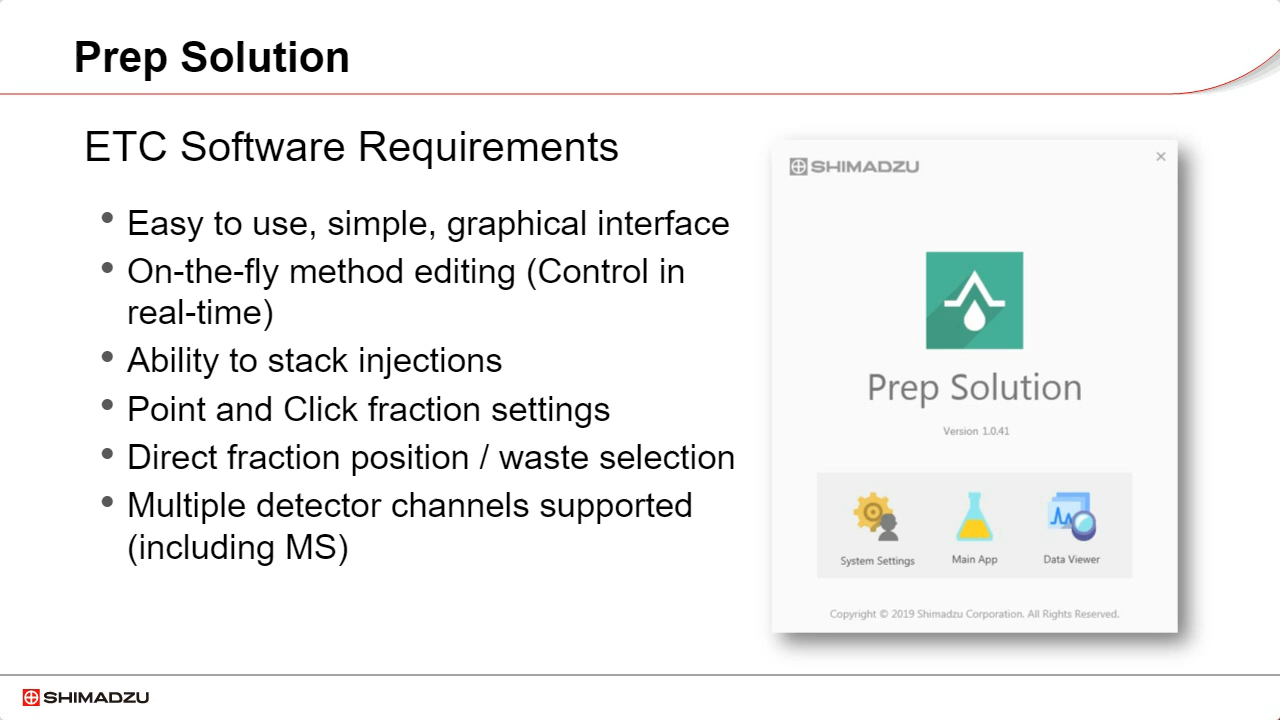 Prep Solution
ETC Software Requirements
• Easy to use, simple, graphical interface
• On-the-fly method editing (Control in
real-time)
• Ability to stack injections
• Point and Click fraction settings
• Direct fraction position / waste selection
• Multiple detector channels supported
(including MS)
SHIMADZU
Prep Solution
Version 1.0.41
System Settings
Main App
Data Viewer
Copyright © 2019 Shimadzu Corporation. All Rights Reserved.
SHIMADZU